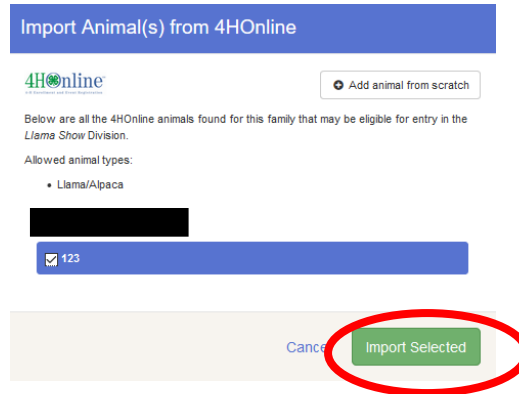 Import Animal(s) from 4HOnline
4HOnline
Add animal from scratch
Below are all the 4HOnline animals found for this family that may be eligible for entry in the
Llama Show Division.
Allowed animal types:
• Llama/Alpaca
123
Cance
Import Selected